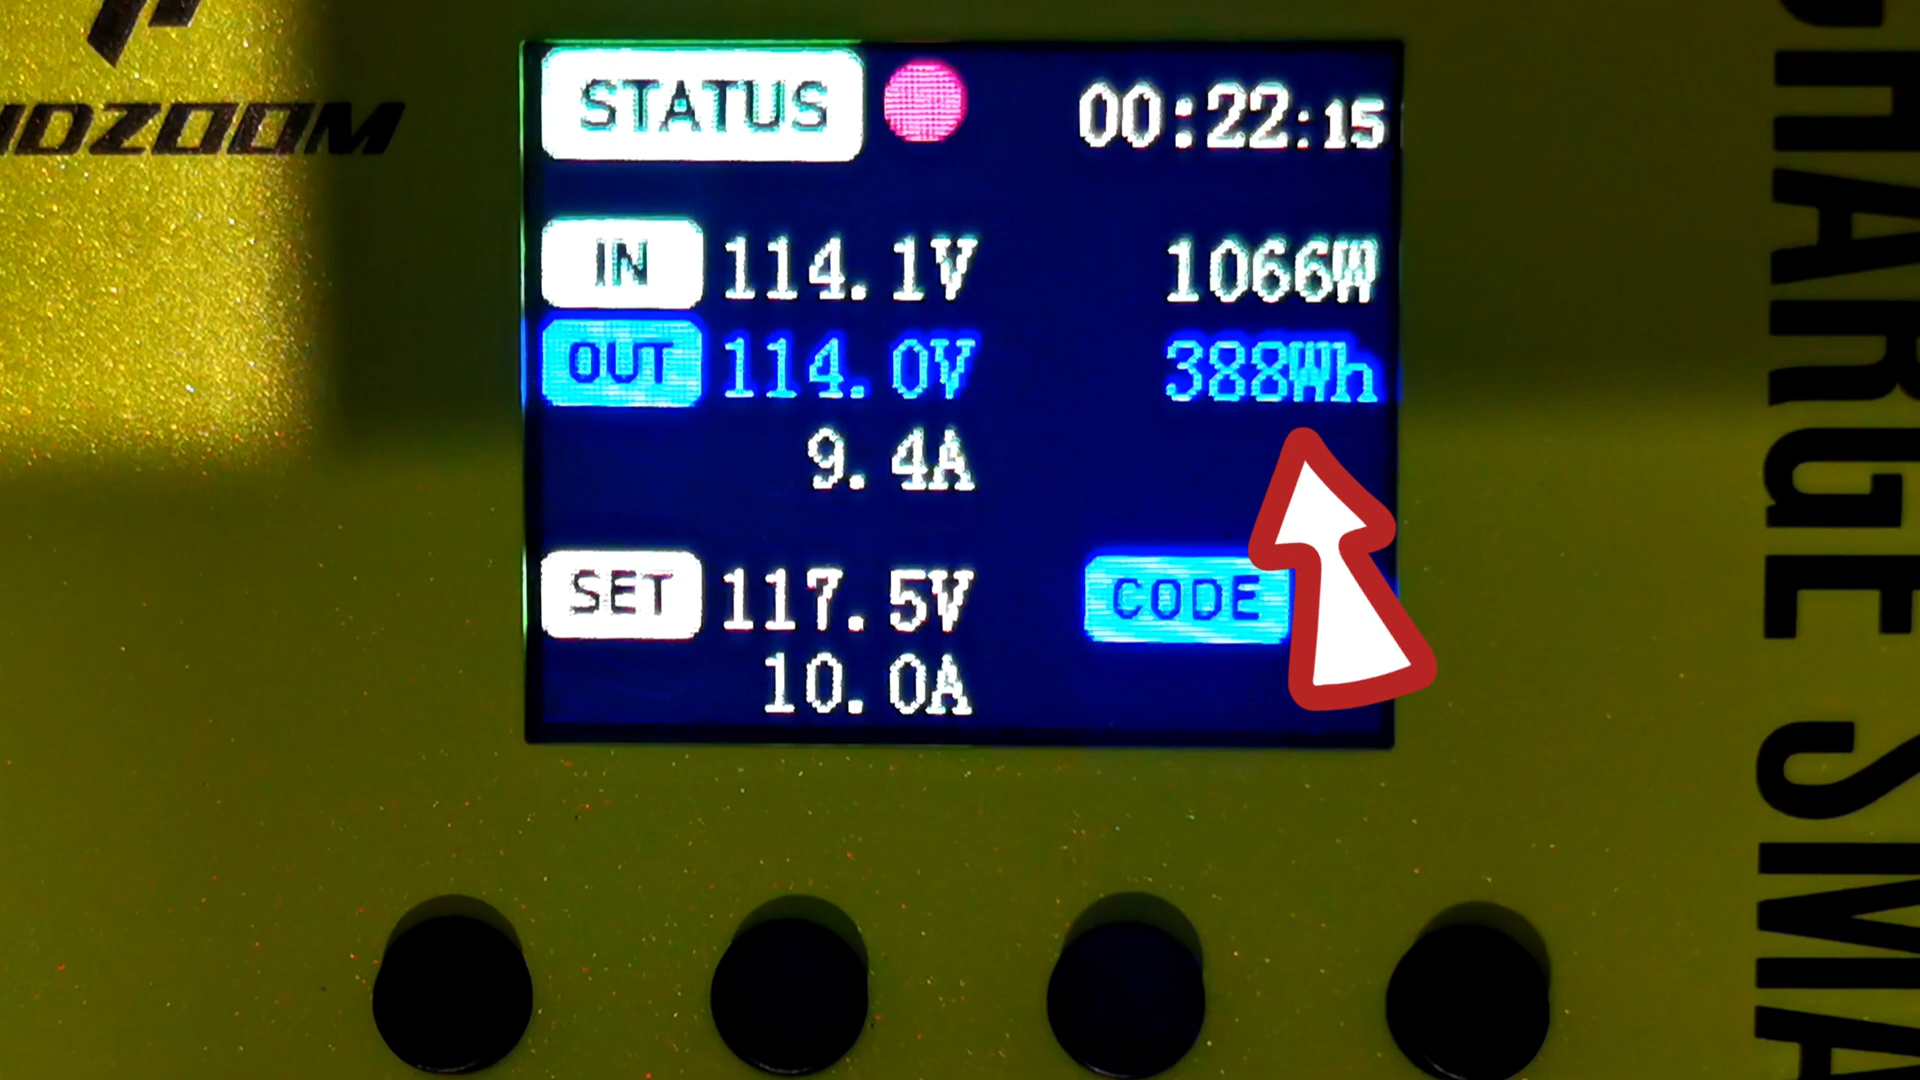 STATUS 00:22:15
IN 114.1V 1066W
OUT 114.0V 388Wh
9.4A
SET 117.5V CODE
10.0A